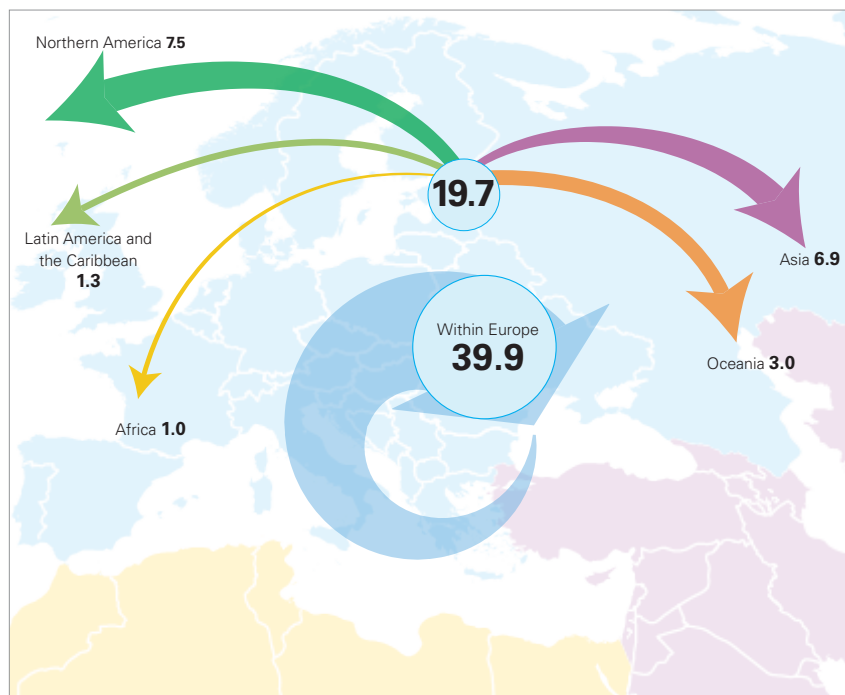 Northern America 7.5
19.7
Latin America and
the Caribbean
1.3
Asia 6.9
Within Europe
39.9
Oceania 3.0
Africa 1.0